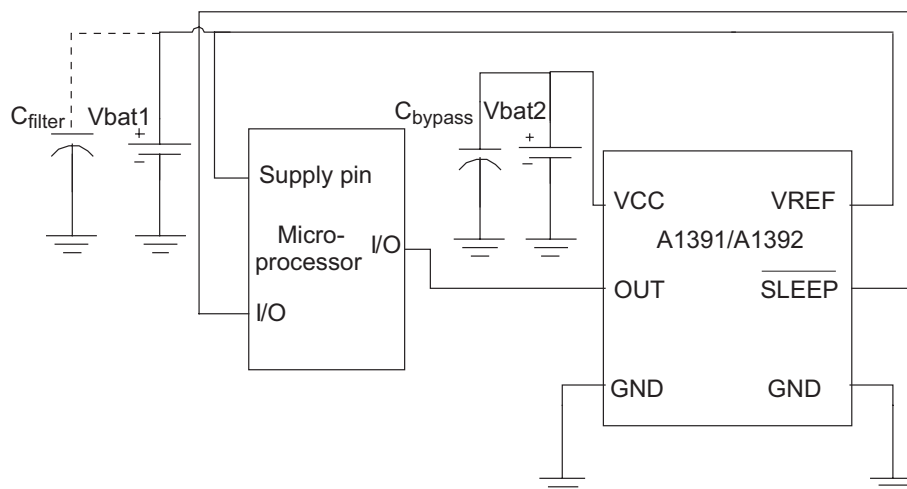 Cfilter Vbat1
+
−
Cbypass Vbat2
+
−
Supply pin
Micro-
processor
I/O
I/O
VCC VREF
A1391/A1392
OUT SLEEP
GND GND